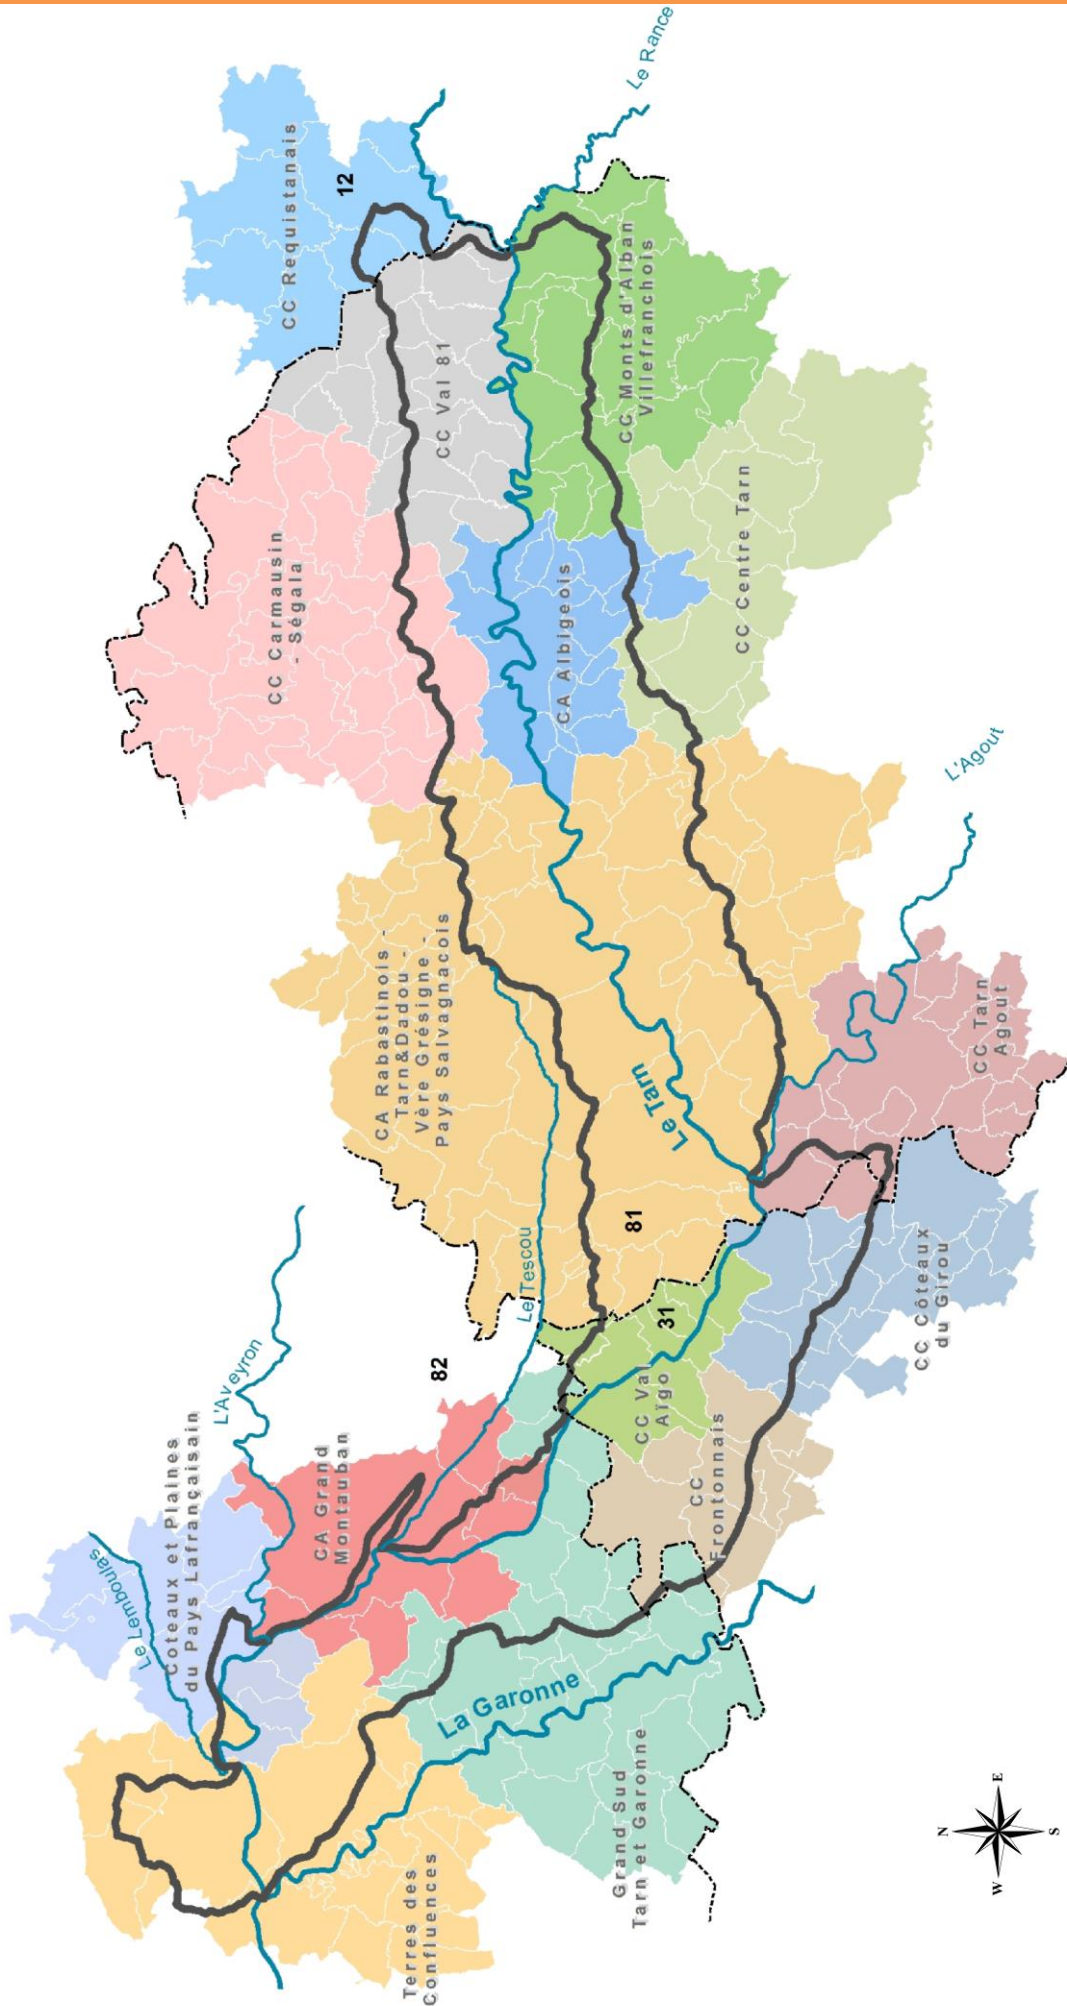 Le Rance
CC Requistanais
12
CC Val 81
CC Monts d'Alban
Villefranchois
CC Carmausin
- Ségala
CC Centre Tarn
CA Albigeois
L'Agout
CA Rabastinois -
Tarn&Dadou -
Vère Grésigne -
Pays Salvagnacois
CC Tarn
Agout
Le Tarn
81
Le Tescou
CC Côteaux
du Girou
31
CC Val
Aïgo
82
L'Aveyron
CC
Frontonnais
CA Grand
Montauban
Coteaux et Plaines
du Pays Lafrançaisain
Le Lemboulas
La Garonne
Grand Sud
Tarn et Garonne
Terres des
Confluences
N
E
S
W